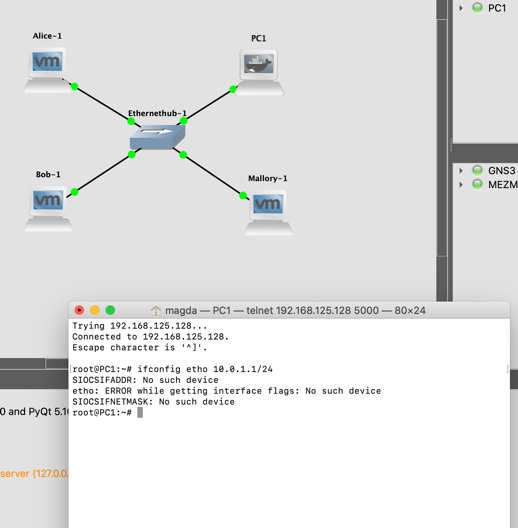 Alice-1
PC1
vm
Ethernethub-1
Bob-1
Mallory-1
vm
vm
PC1
GNS3
MEZM
magda — PC1 — telnet 192.168.125.128 5000 — 80×24
Trying 192.168.125.128...
Connected to 192.168.125.128.
Escape character is '^]'.
root@PC1:~# ifconfig etho 10.0.1.1/24
SIOCSIFADDR: No such device
etho: ERROR while getting interface flags: No such device
SIOCSIFNETMASK: No such device
root@PC1:~#
0 and PyQt 5.10
server (127.0.0.